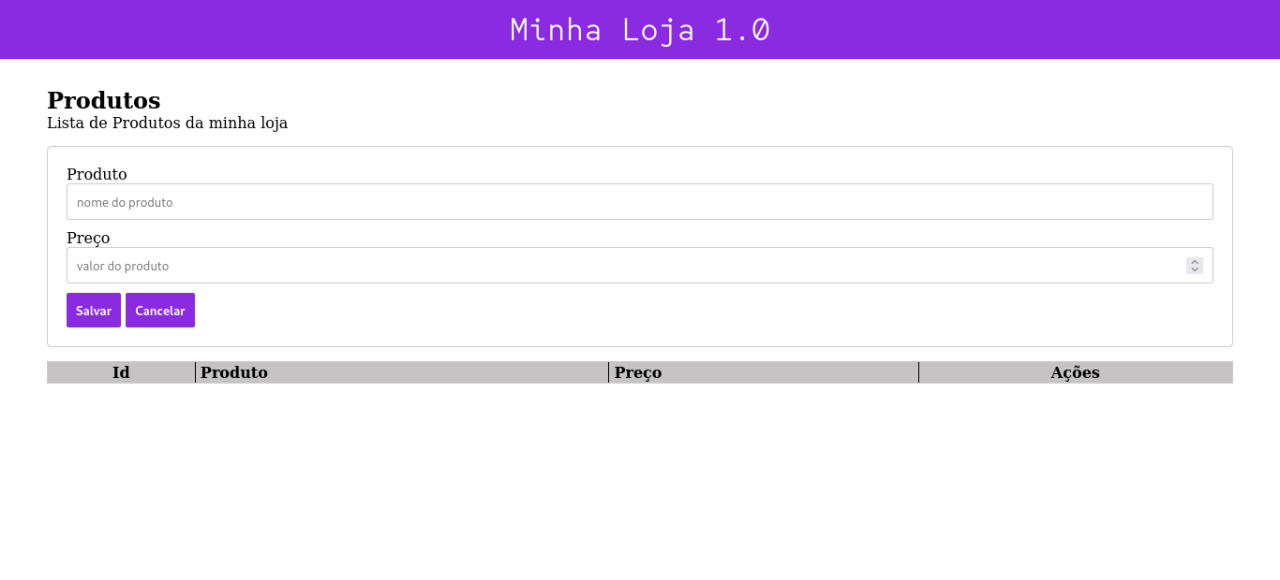 Minha Loja 1.0
Produtos
Lista de Produtos da minha loja
Produto
nome do produto
Preço
valor do produto
Salvar Cancelar
Id Produto Preço Ações